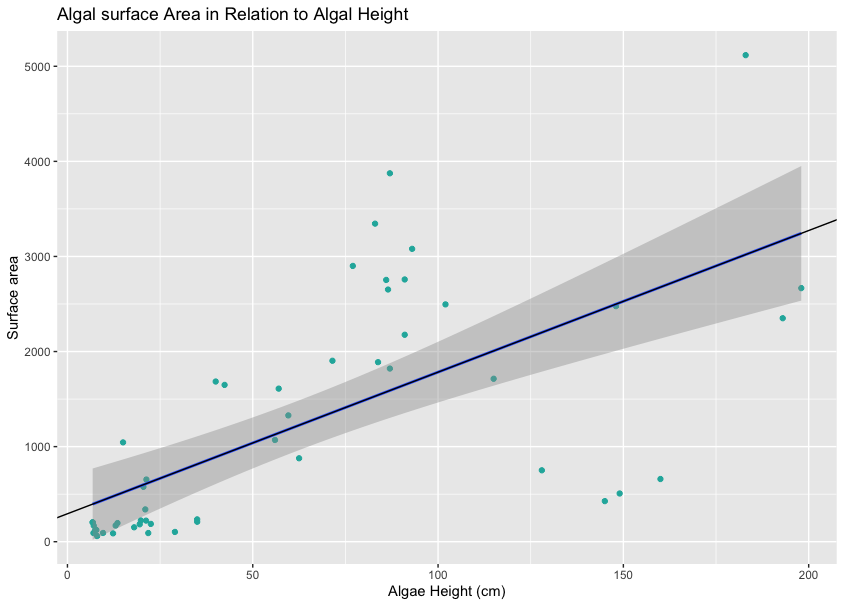 Algal surface Area in Relation to Algal Height
5000
4000
3000
2000
1000
0
Surface area
0 50 100 150 200
Algae Height (cm)